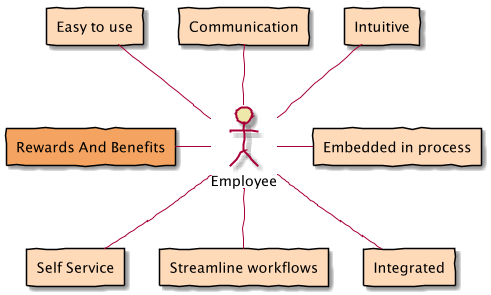 Easy to use
Communication
Intuitive
Rewards And Benefits
Embedded in process
Employee
Self Service
Streamline workflows
Integrated